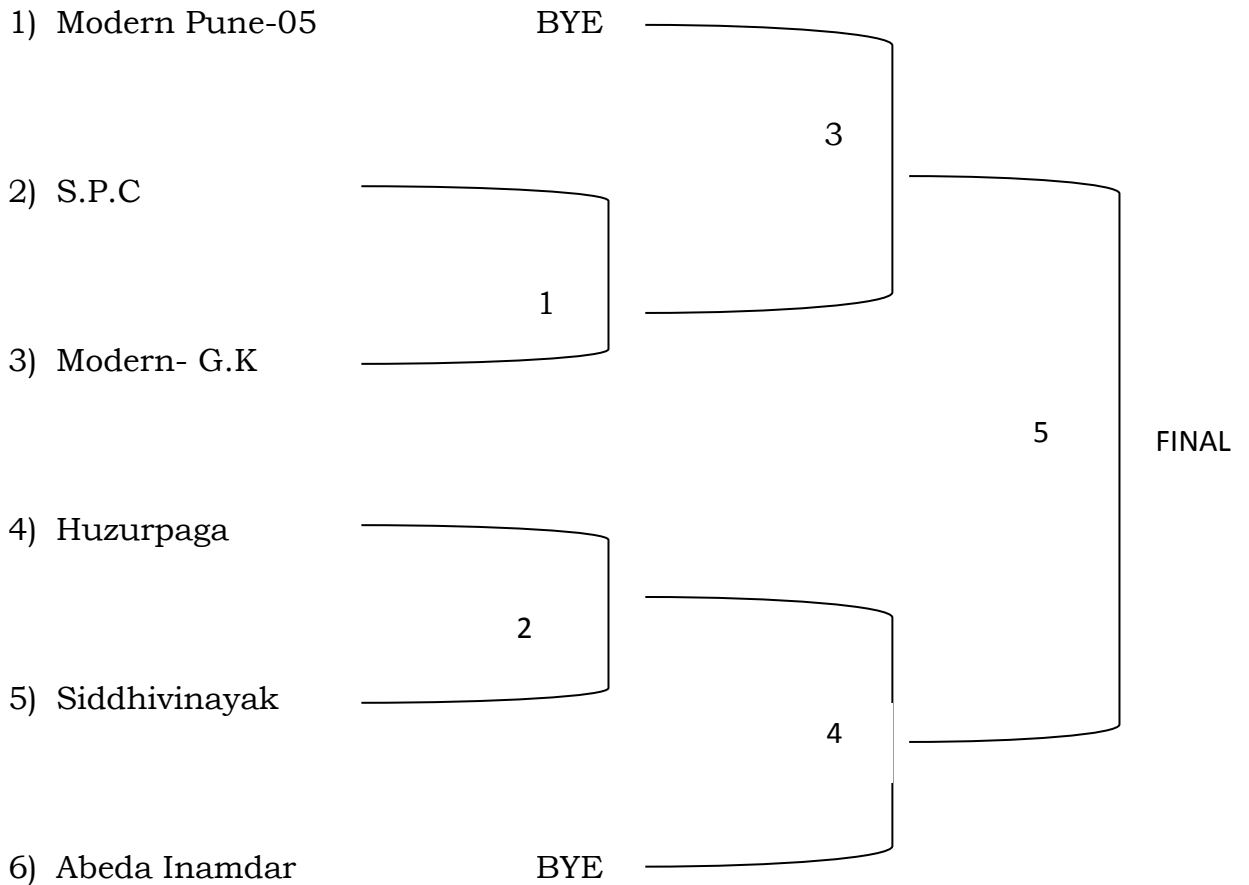 1) Modern Pune-05 BYE
3
2) S.P.C
1
3) Modern- G.K
5 FINAL
4) Huzurpaga
2
5) Siddhivinayak
4
6) Abeda Inamdar BYE